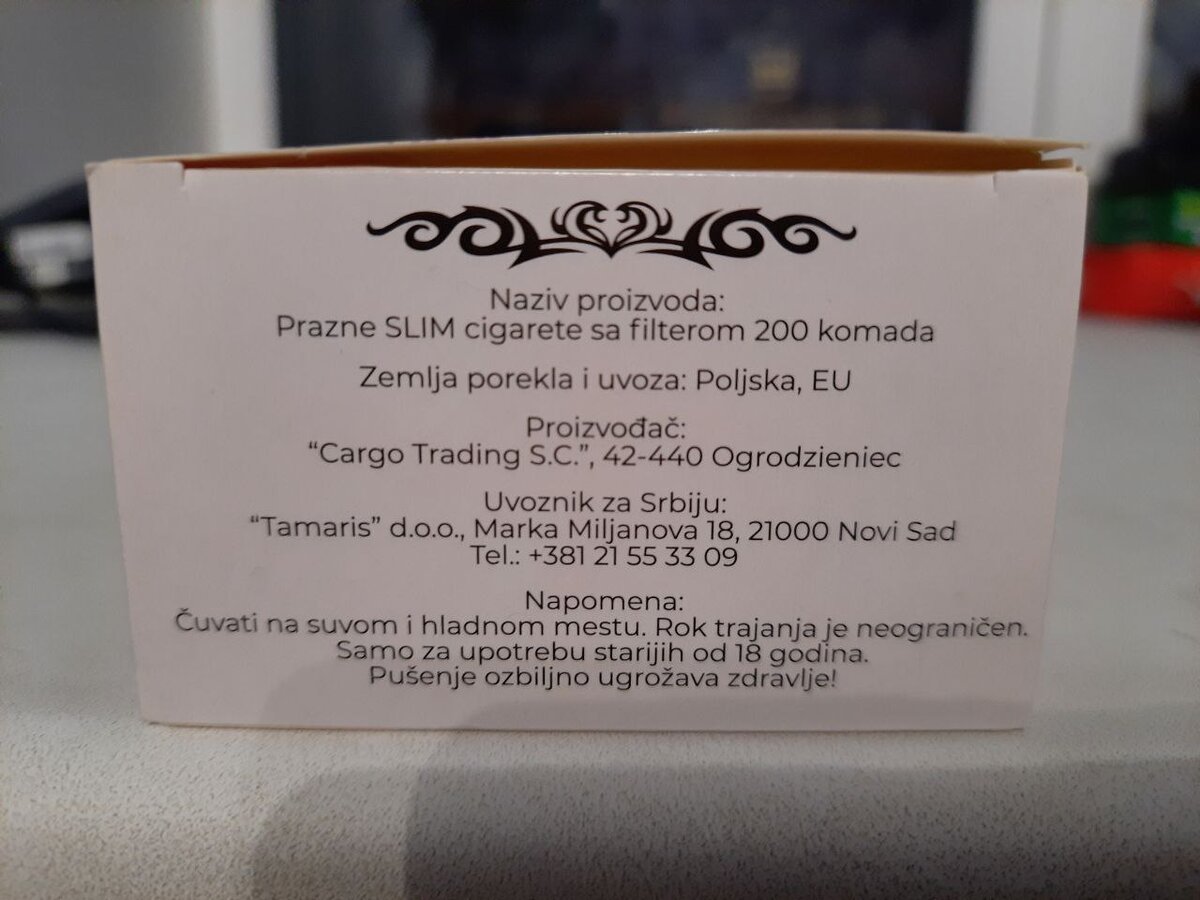 Naziv proizvoda:
Prazne SLIM cigarete sa filterom 200 komada
Zemlja porekla i uvoza: Poljska, EU
Proizvođač:
“Cargo Trading S.C.”, 42-440 Ogrodzieniec
Uvoznik za Srbiju:
“Tamaris” d.o.o., Marka Miljanova 18, 21000 Novi Sad
Tel.: +381 21 55 33 09
Napomena:
Čuvati na suvom i hladnom mestu. Rok trajanja je neograničen.
Samo za upotrebu starijih od 18 godina.
Pušenje ozbiljno ugrožava zdravlje!